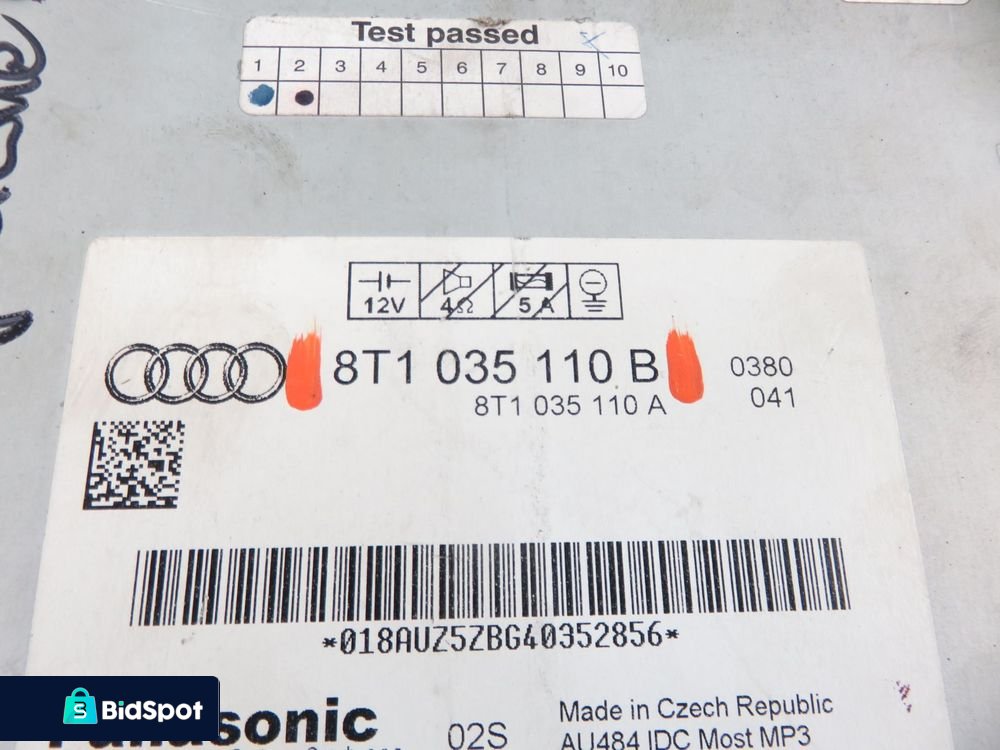 Test passed
1 2 3 4 5 6 7 8 9 10
12V 4Ω 5 A
8T1 035 110 B 0380
8T1 035 110 A 041
*018AUZ5ZBG40352856*
Panasonic 02S Made in Czech Republic
AU484 IDC Most MP3
BidSpot